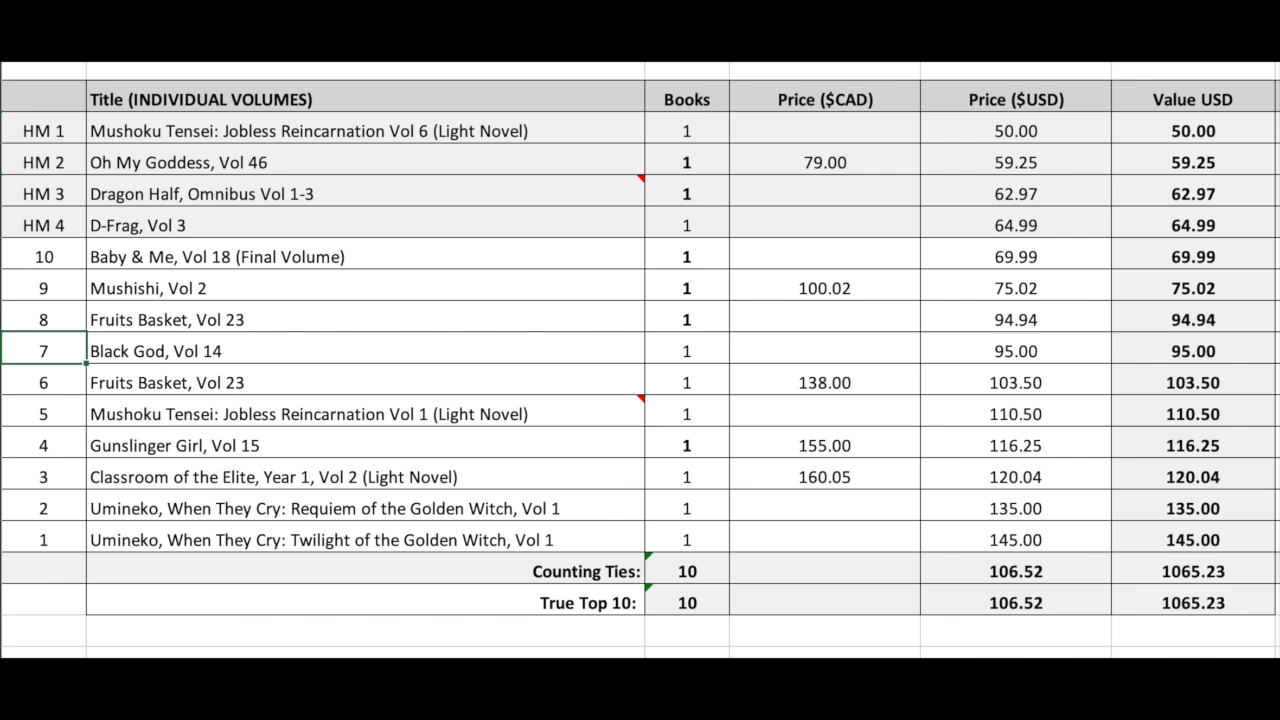 Title (INDIVIDUAL VOLUMES) Books Price ($CAD) Price ($USD) Value USD
HM 1 Mushoku Tensei: Jobless Reincarnation Vol 6 (Light Novel) 1 50.00 50.00
HM 2 Oh My Goddess, Vol 46 1 79.00 59.25 59.25
HM 3 Dragon Half, Omnibus Vol 1-3 1 62.97 62.97
HM 4 D-Frag, Vol 3 1 64.99 64.99
10 Baby & Me, Vol 18 (Final Volume) 1 69.99 69.99
9 Mushishi, Vol 2 1 100.02 75.02 75.02
8 Fruits Basket, Vol 23 1 94.94 94.94
7 Black God, Vol 14 1 95.00 95.00
6 Fruits Basket, Vol 23 1 138.00 103.50 103.50
5 Mushoku Tensei: Jobless Reincarnation Vol 1 (Light Novel) 1 110.50 110.50
4 Gunslinger Girl, Vol 15 1 155.00 116.25 116.25
3 Classroom of the Elite, Year 1, Vol 2 (Light Novel) 1 160.05 120.04 120.04
2 Umineko, When They Cry: Requiem of the Golden Witch, Vol 1 1 135.00 135.00
1 Umineko, When They Cry: Twilight of the Golden Witch, Vol 1 1 145.00 145.00
Counting Ties: 10 106.52 1065.23
True Top 10: 10 106.52 1065.23